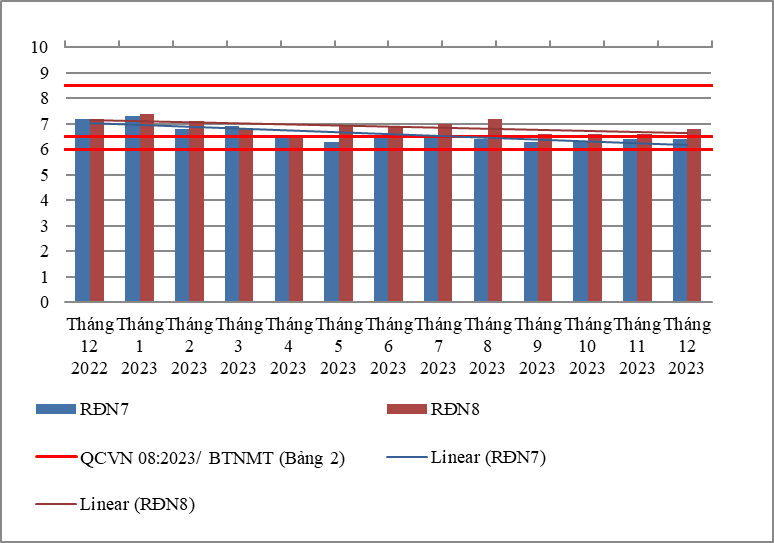 10
9
8
7
6
5
4
3
2
1
0
Tháng Tháng Tháng Tháng Tháng Tháng Tháng Tháng Tháng Tháng Tháng Tháng Tháng
12 1 2 3 4 5 6 7 8 9 10 11 12
2022 2023 2023 2023 2023 2023 2023 2023 2023 2023 2023 2023 2023
RĐN7 RĐN8
QCVN 08:2023/ BTNMT (Bảng 2) Linear (RĐN7)
Linear (RĐN8)